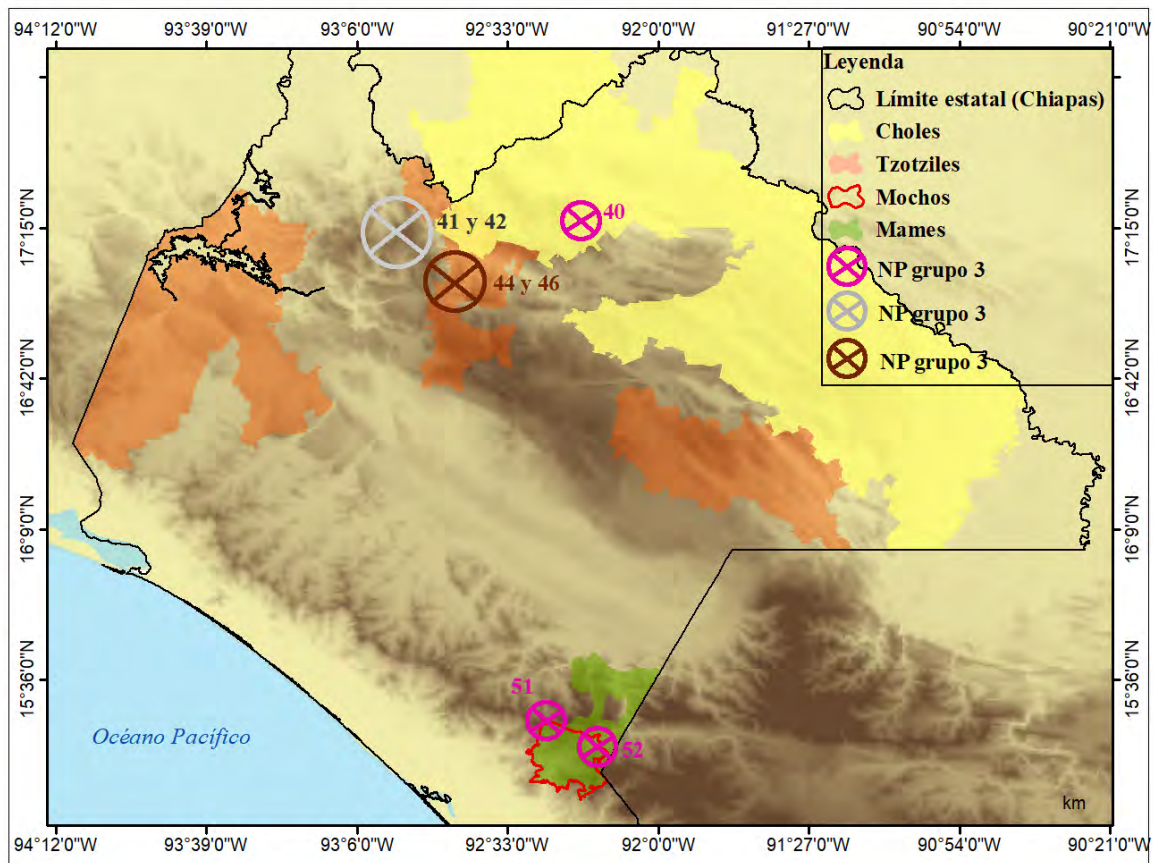 94°12'0"W 93°39'0"W 93°6'0"W 92°33'0"W 92°0'0"W 91°27'0"W 90°54'0"W 90°21'0"W
Leyenda
Límite estatal (Chiapas)
Choles
Tzotziles
Mochos
Mames
NP grupo 3
NP grupo 3
NP grupo 3
17°15'0"N
16°42'0"N
16°9'0"N
15°36'0"N
41 y 42
40
44 y 46
51
52
Océano Pacífico
km
17°15'0"N
16°42'0"N
16°9'0"N
15°36'0"N
94°12'0"W 93°39'0"W 93°6'0"W 92°33'0"W 92°0'0"W 91°27'0"W 90°54'0"W 90°21'0"W